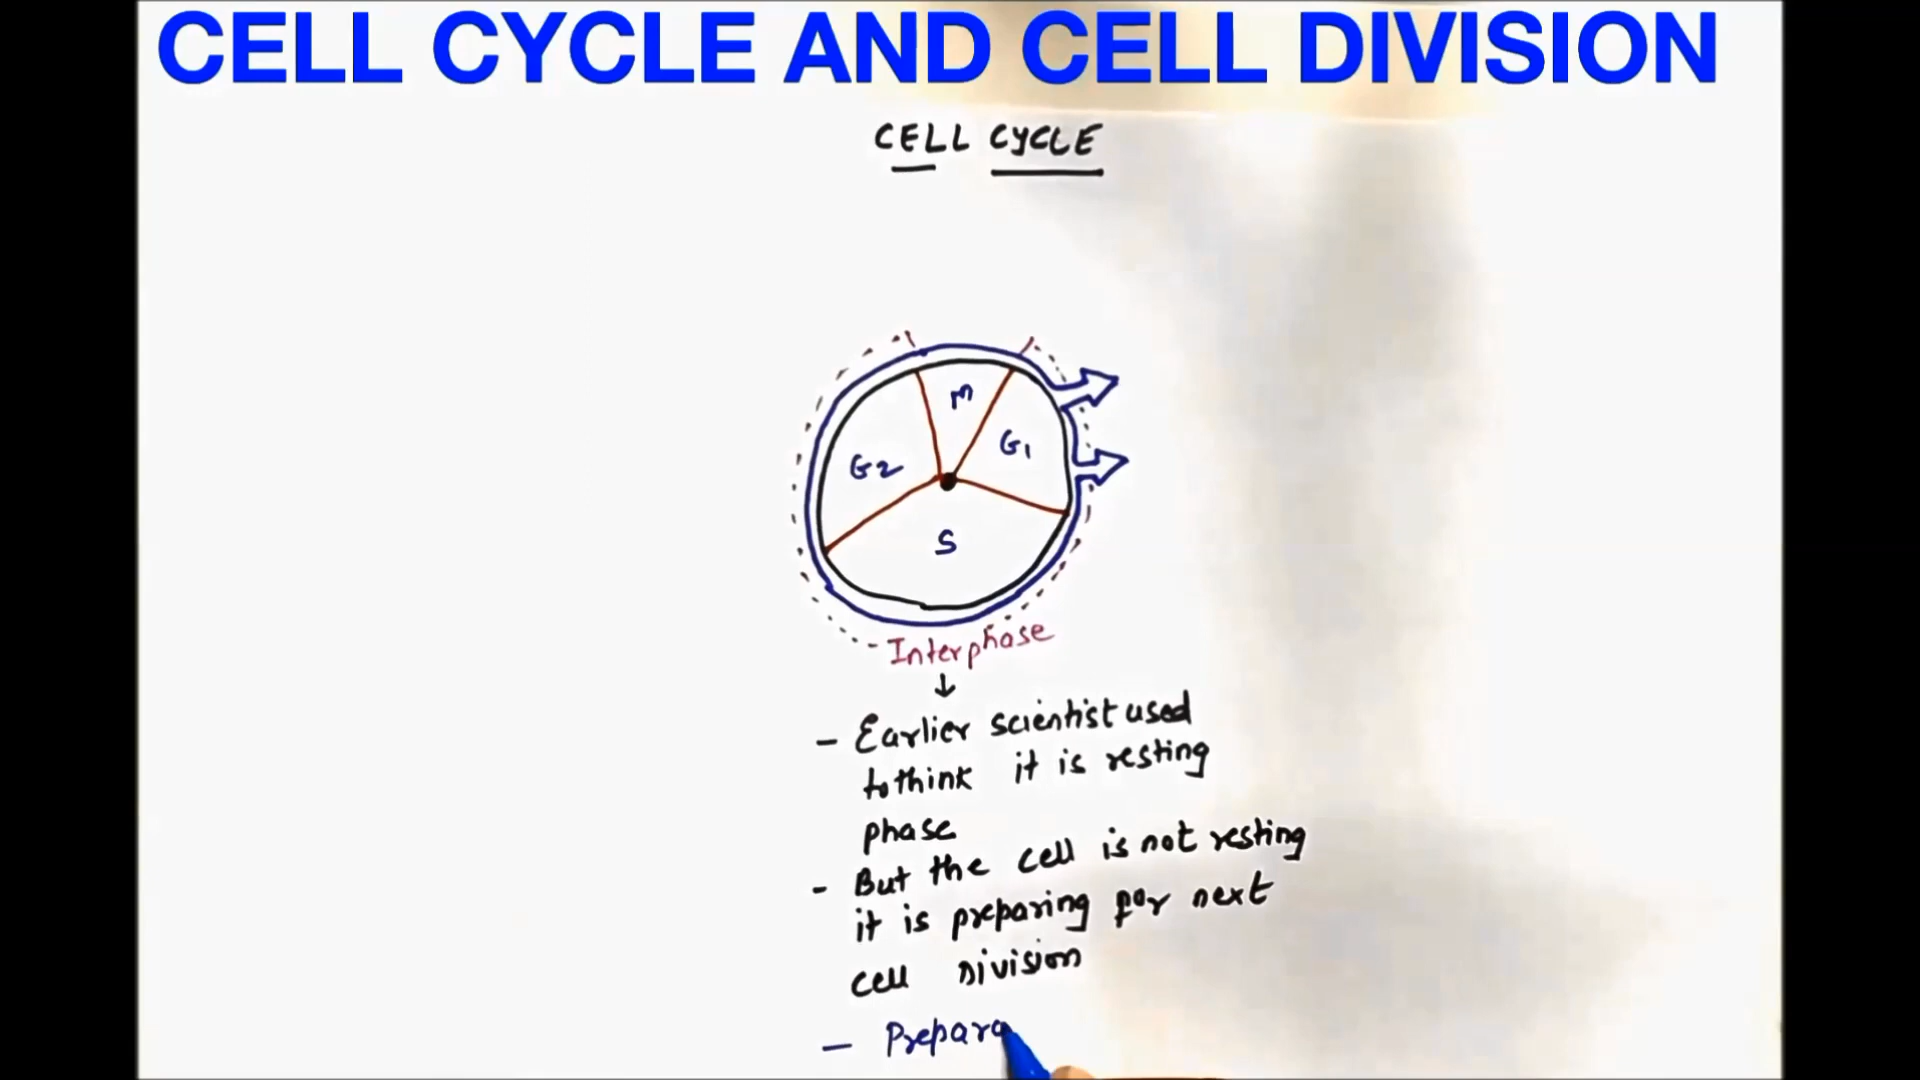 CELL CYCLE AND CELL DIVISION
CELL CYCLE
M
G1
G2
S
Interphase
- Earlier scientist used
to think it is resting
phase
- But the cell is not resting
it is preparing for next
cell division
- Prepara